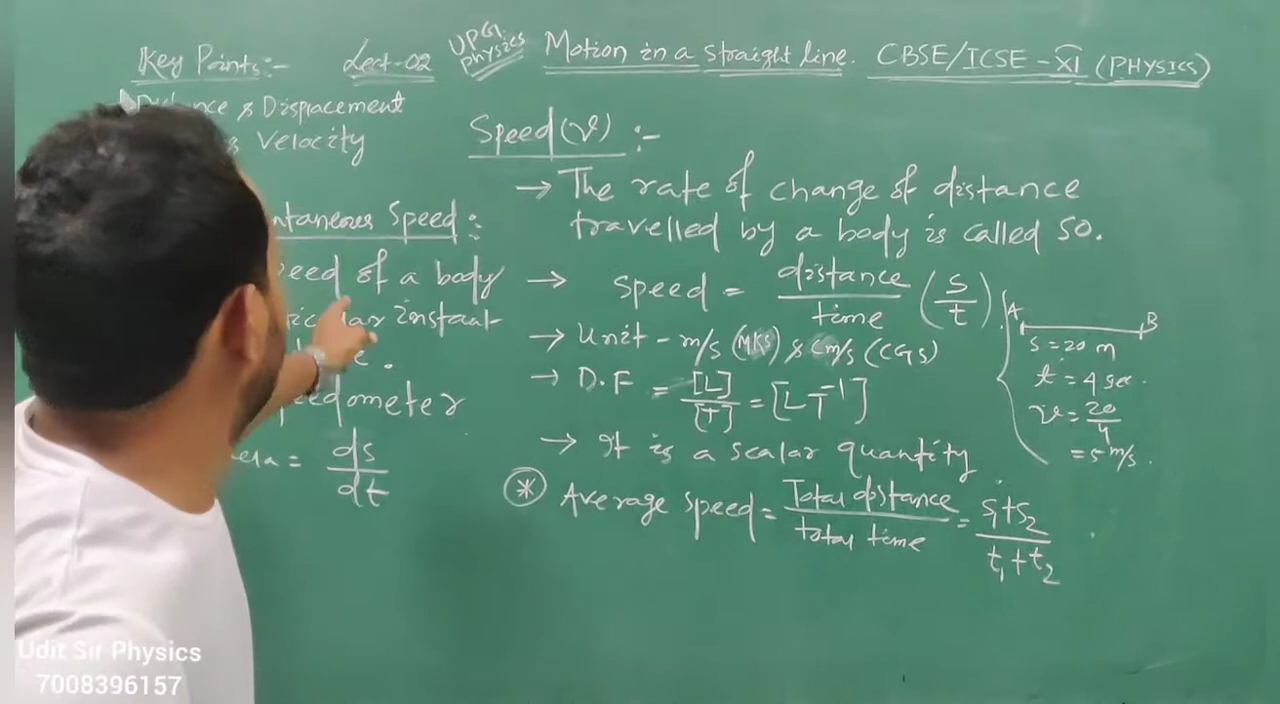 Key Points:-
Lect-02
UPGI
physics
Motion in a straight line. CBSE/ICSE-XI (PHYSICS)
& Displacement
& Velocity
Speed (v) :-
→ The rate of change of distance
travelled by a body is called so.
→ Speed = distance/time (s/t)
→ Unit - m/s (MKS) & cm/s (CGS)
→ D.F = [L]/[T] = [LT⁻¹]
→ It is a scalar quantity
* Average speed = Total distance/total time = s₁+s₂/t₁+t₂
A B
s = 20 m
t = 4 sec.
v = 20/4
= 5 m/s.
Speed :
of a body
instant-
.
= ds/dt
Udit Sir Physics
7008396157